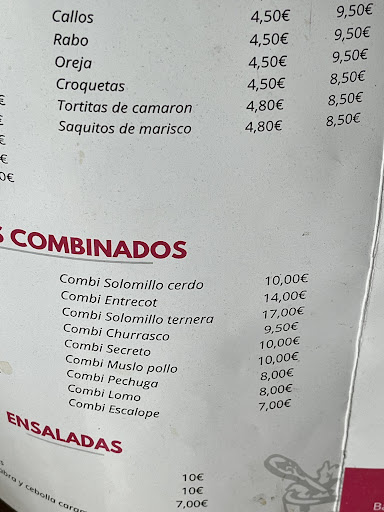 Callos 4,50€ 9,50€
Rabo 4,50€ 9,50€
Oreja 4,50€ 9,50€
Croquetas 4,50€ 8,50€
Tortitas de camaron 4,80€ 8,50€
Saquitos de marisco 4,80€ 8,50€
€
€
€
€
0€
S COMBINADOS
Combi Solomillo cerdo 10,00€
Combi Entrecot 14,00€
Combi Solomillo ternera 17,00€
Combi Churrasco 9,50€
Combi Secreto 10,00€
Combi Muslo pollo 10,00€
Combi Pechuga 8,00€
Combi Lomo 8,00€
Combi Escalope 7,00€
ENSALADAS
10€
10€
y cebolla caram 7,00€